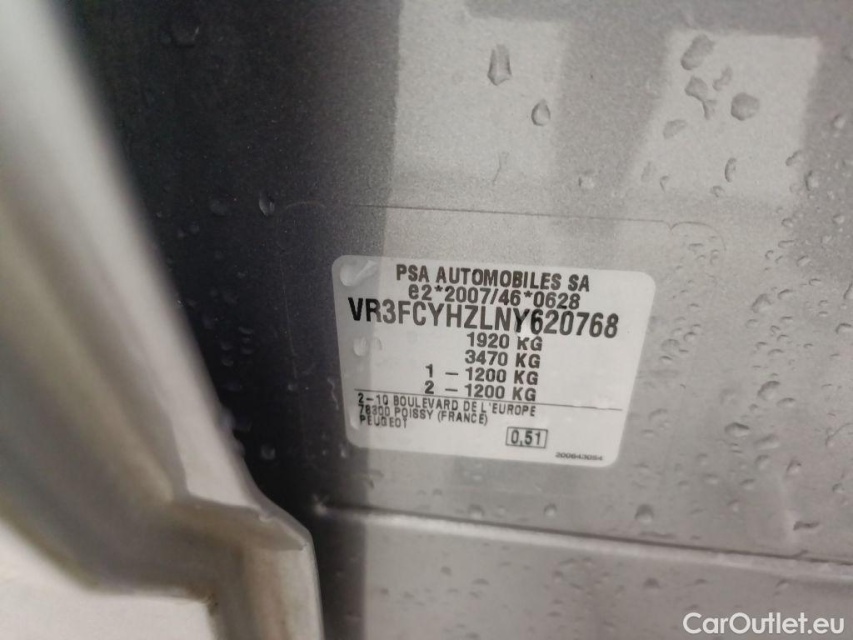 PSA AUTOMOBILES SA
e2*2007/46*0628
VR3FCYHZLNY620768
1920 KG
3470 KG
1 – 1200 KG
2 – 1200 KG
2–10 BOULEVARD DE L'EUROPE
78300 POISSY (FRANCE)
PEUGEOT
0,51
200643054
CarOutlet.eu